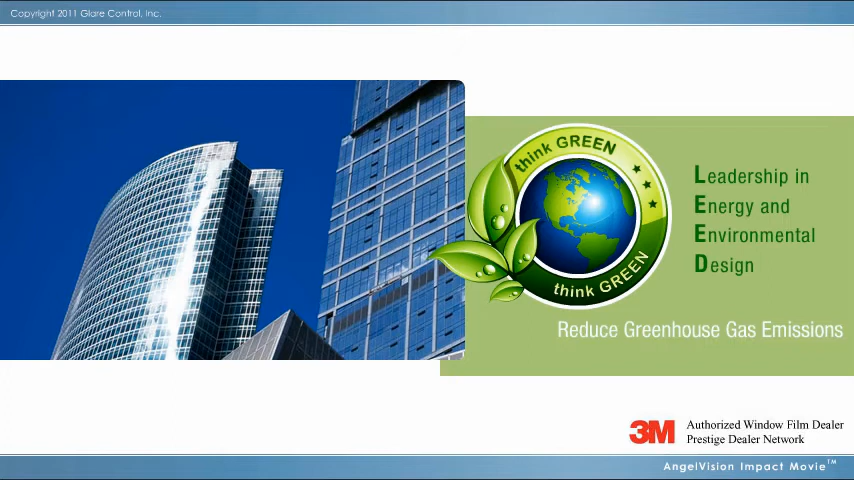 Copyright 2011 Glare Control, Inc.
think GREEN
think GREEN
Leadership in
Energy and
Environmental
Design
Reduce Greenhouse Gas Emissions
3M
Authorized Window Film Dealer
Prestige Dealer Network
AngelVision Impact Movie™